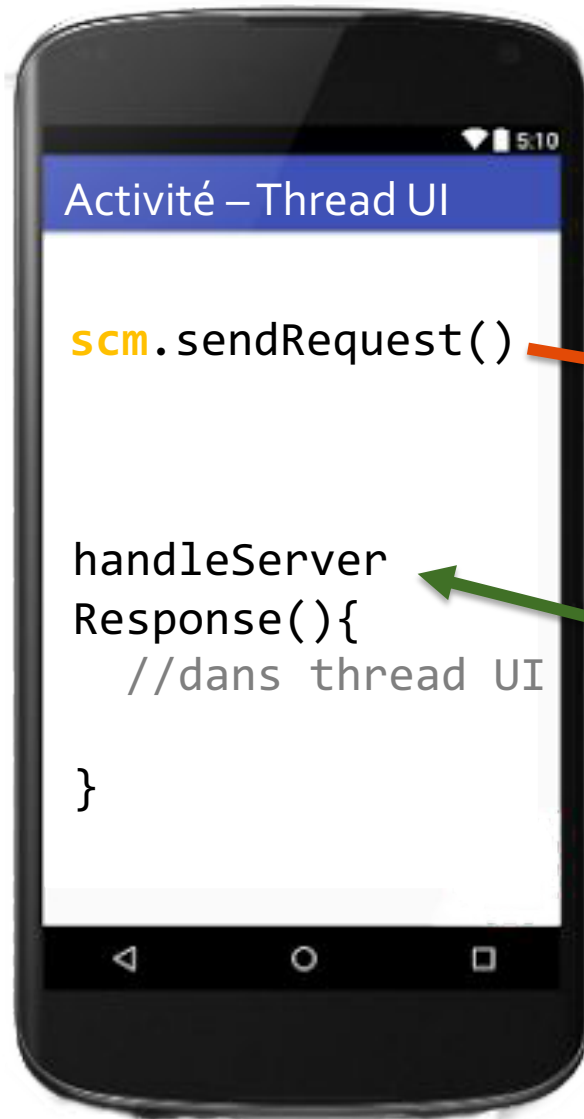 5:10
Activité – Thread UI
scm.sendRequest()
handleServer
Response(){
//dans thread UI
}